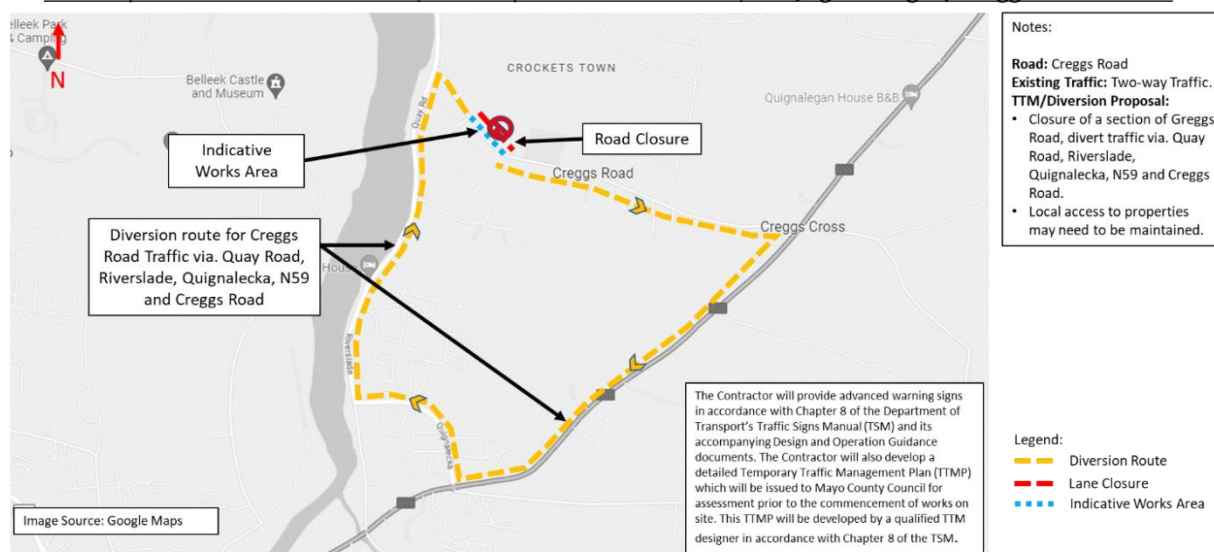 elleek Park
& Camping
N
Belleek Castle
and Museum
CROCKETS TOWN
Quignalegan House B&B
Quay Rd
Indicative
Works Area
Road Closure
Creggs Road
Creggs Cross
Diversion route for Creggs
Road Traffic via. Quay Road,
Riverslade, Quignalecka, N59
and Creggs Road
House
Riverslade
Quignalecka
Image Source: Google Maps
The Contractor will provide advanced warning signs
in accordance with Chapter 8 of the Department of
Transport's Traffic Signs Manual (TSM) and its
accompanying Design and Operation Guidance
documents. The Contractor will also develop a
detailed Temporary Traffic Management Plan (TTMP)
which will be issued to Mayo County Council for
assessment prior to the commencement of works on
site. This TTMP will be developed by a qualified TTM
designer in accordance with Chapter 8 of the TSM.
Notes:
Road: Creggs Road
Existing Traffic: Two-way Traffic.
TTM/Diversion Proposal:
• Closure of a section of Greggs
Road, divert traffic via. Quay
Road, Riverslade,
Quignalecka, N59 and Creggs
Road.
• Local access to properties
may need to be maintained.
Legend:
Diversion Route
Lane Closure
Indicative Works Area